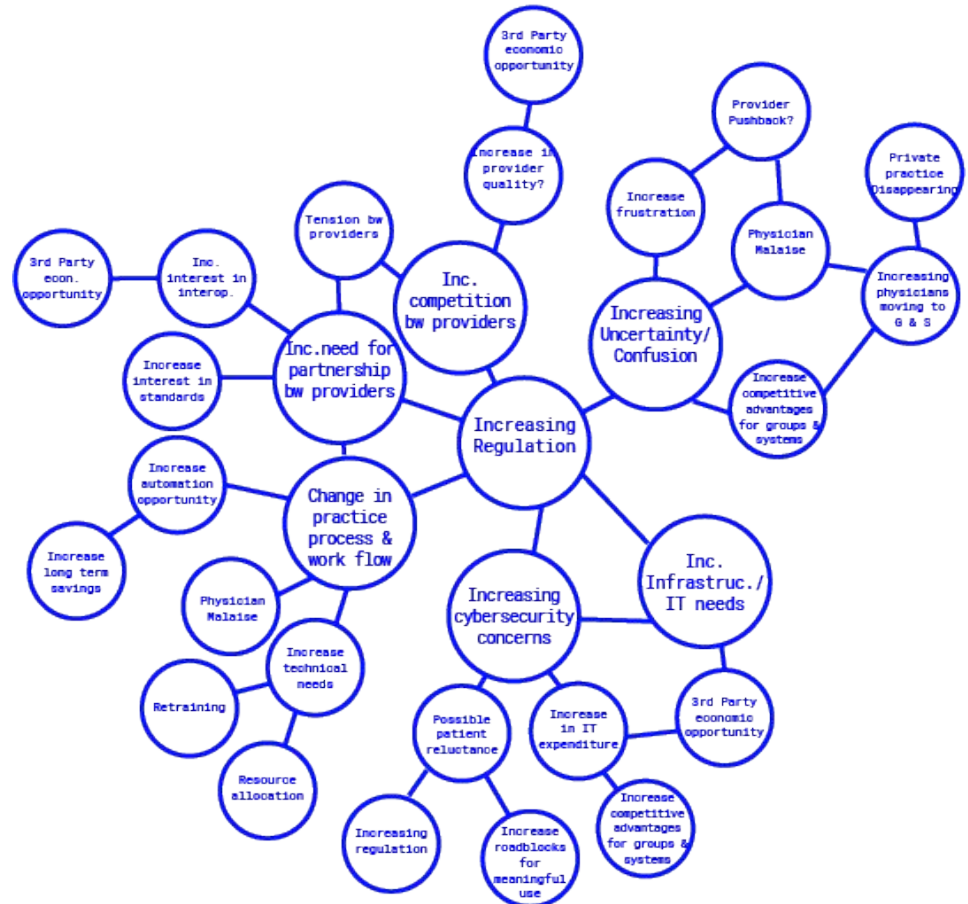 3rd Party
economic
opportunity
Provider
Pushback?
Increase in
provider
quality?
Private
practice
Disappearing
Increase
frustration
Tension bw
providers
Physician
Malaise
3rd Party
econ.
opportunity
Inc.
interest in
interop.
Inc.
competition
bw providers
Increasing
physicians
moving to
G & S
Increasing
Uncertainty/
Confusion
Inc.need for
partnership
bw providers
Increase
interest in
standards
Increase
competitive
advantages
for groups &
systems
Increasing
Regulation
Increase
automation
opportunity
Change in
practice
process &
work flow
Increase
long term
savings
Inc.
Infrastruc./
IT needs
Physician
Malaise
Increasing
cybersecurity
concerns
Increase
technical
needs
Retraining
Possible
patient
reluctance
Increase
in IT
expenditure
3rd Party
economic
opportunity
Resource
allocation
Increasing
regulation
Increase
roadblocks
for
meaningful
use
Increase
competitive
advantages
for groups &
systems